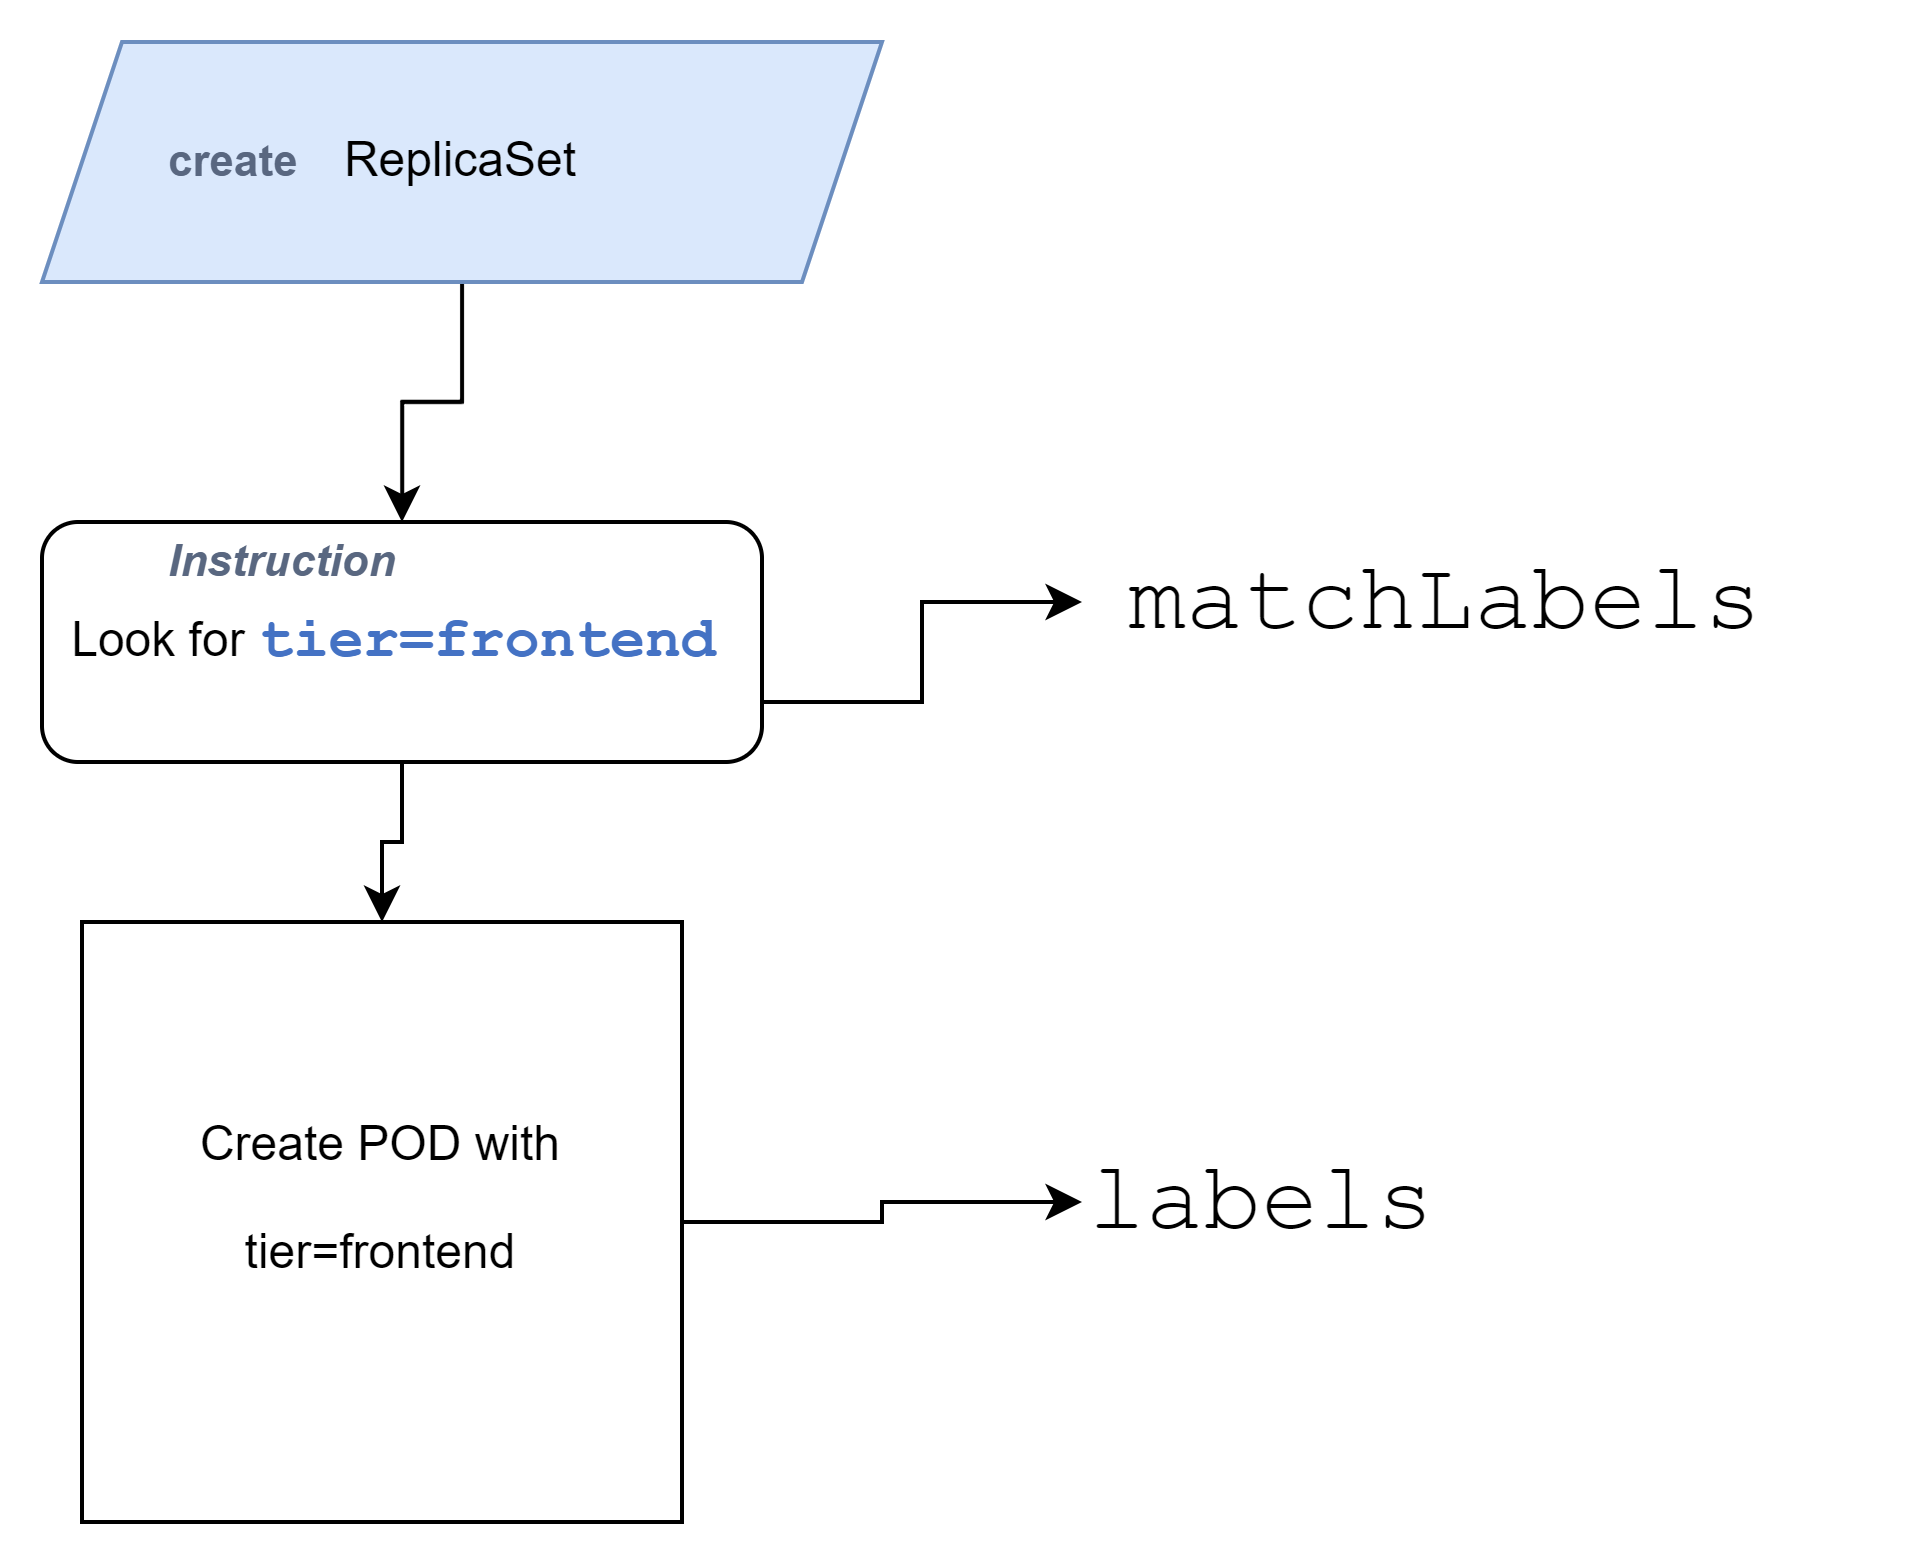 create ReplicaSet
Instruction
Look for tier=frontend
matchLabels
Create POD with
tier=frontend
labels